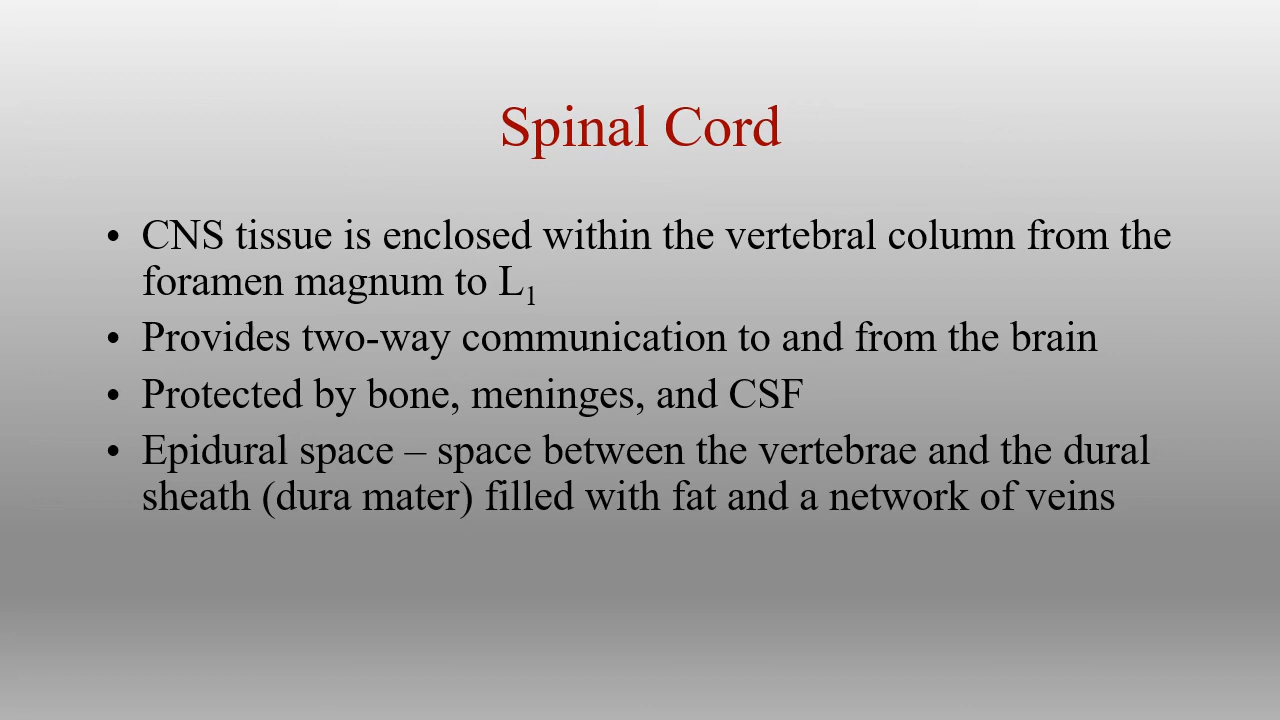 Spinal Cord
• CNS tissue is enclosed within the vertebral column from the
foramen magnum to L₁
• Provides two-way communication to and from the brain
• Protected by bone, meninges, and CSF
• Epidural space – space between the vertebrae and the dural
sheath (dura mater) filled with fat and a network of veins